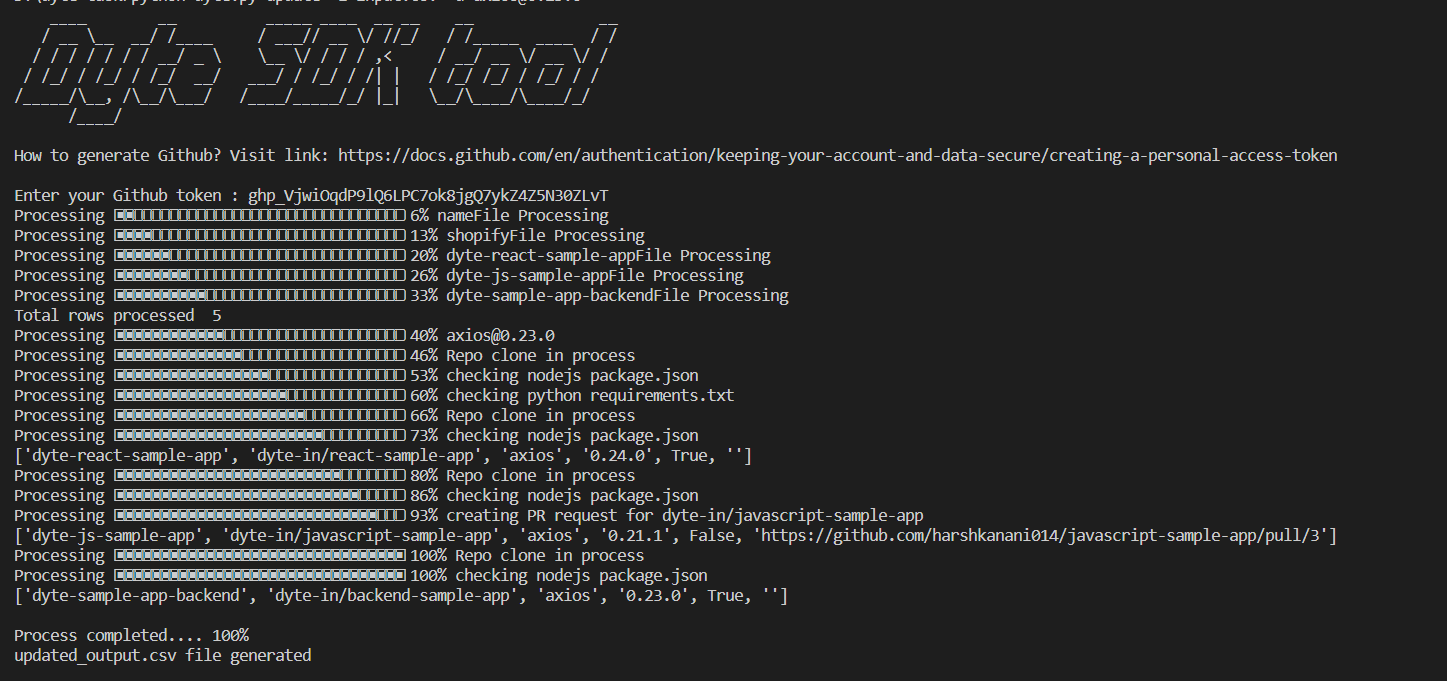 Dyte SDK tool
How to generate Github? Visit link: https://docs.github.com/en/authentication/keeping-your-account-and-data-secure/creating-a-personal-access-token
Enter your Github token : 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
Processing 6% nameFile Processing
Processing 13% shopifyFile Processing
Processing 20% dyte-react-sample-appFile Processing
Processing 26% dyte-js-sample-appFile Processing
Processing 33% dyte-sample-app-backendFile Processing
Total rows processed  5
Processing 40% axios@0.23.0
Processing 46% Repo clone in process
Processing 53% checking nodejs package.json
Processing 60% checking python requirements.txt
Processing 66% Repo clone in process
Processing 73% checking nodejs package.json
['dyte-react-sample-app', 'dyte-in/react-sample-app', 'axios', '0.24.0', True, '']
Processing 80% Repo clone in process
Processing 86% checking nodejs package.json
Processing 93% creating PR request for dyte-in/javascript-sample-app
['dyte-js-sample-app', 'dyte-in/javascript-sample-app', 'axios', '0.21.1', False, 'https://github.com/harshkanani014/javascript-sample-app/pull/3']
Processing 100% Repo clone in process
Processing 100% checking nodejs package.json
['dyte-sample-app-backend', 'dyte-in/backend-sample-app', 'axios', '0.23.0', True, '']
Process completed.... 100%
updated_output.csv file generated